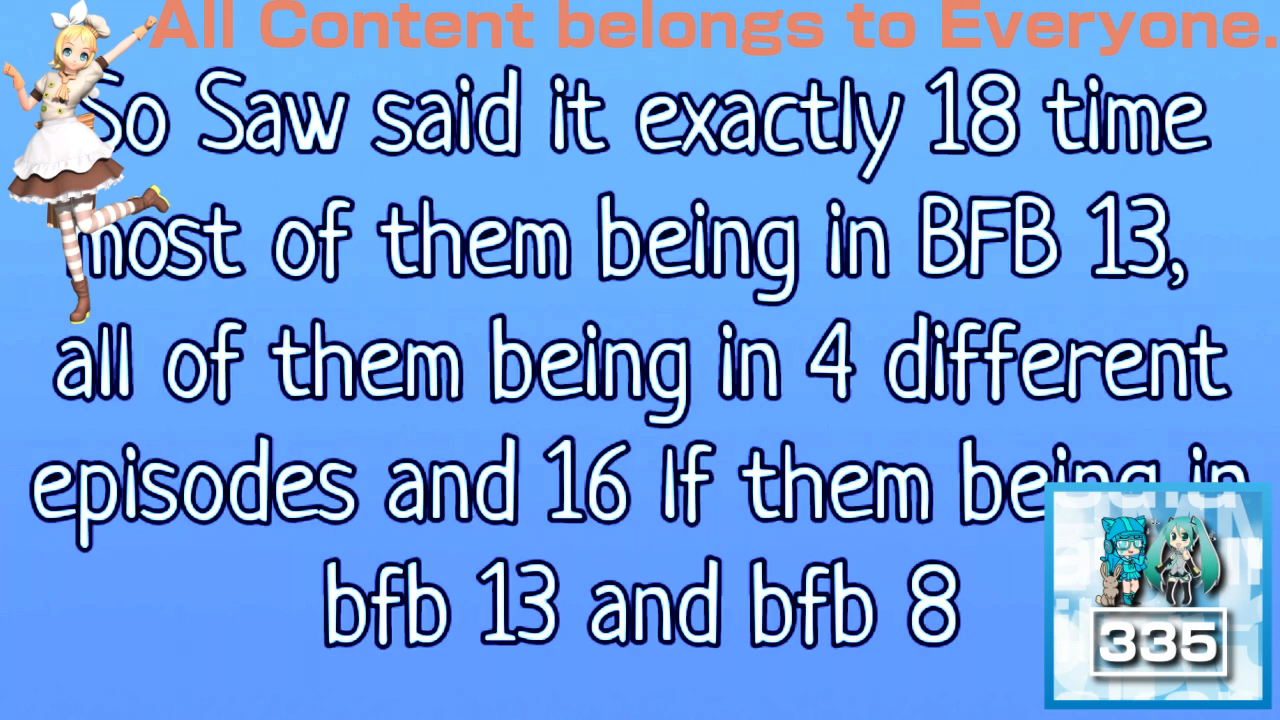 All Content belongs to Everyone.
So Saw said it exactly 18 time
most of them being in BFB 13,
all of them being in 4 different
episodes and 16 If them being in
bfb 13 and bfb 8
335